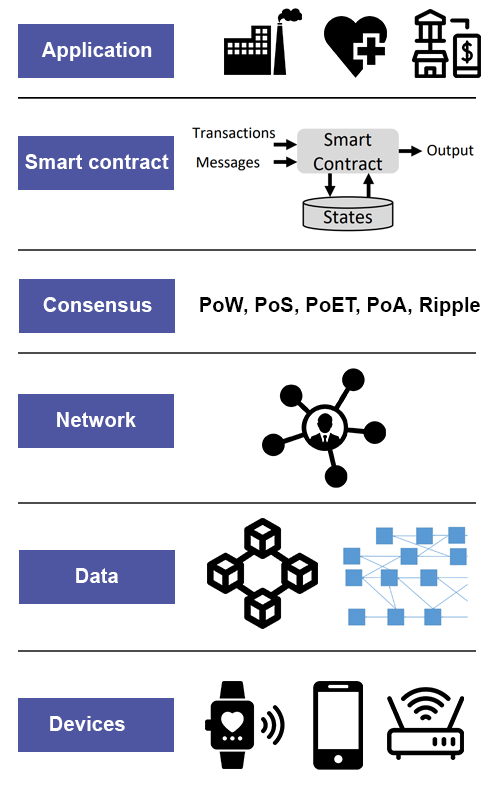 Application
$
Smart contract
Transactions
Messages
Smart
Contract
Output
States
Consensus
PoW, PoS, PoET, PoA, Ripple
Network
Data
Devices